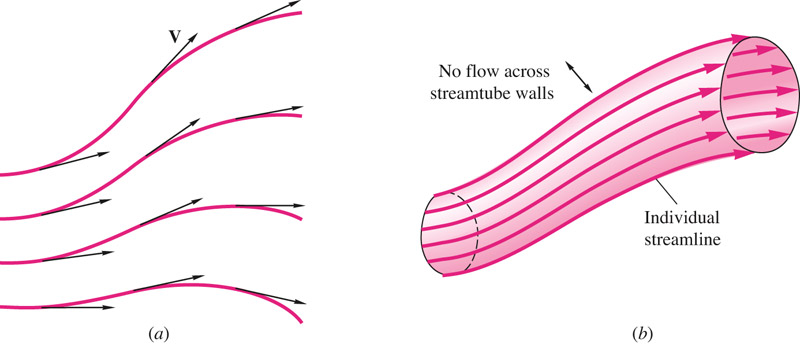 V
No flow across
streamtube walls
Individual
streamline
(a)
(b)